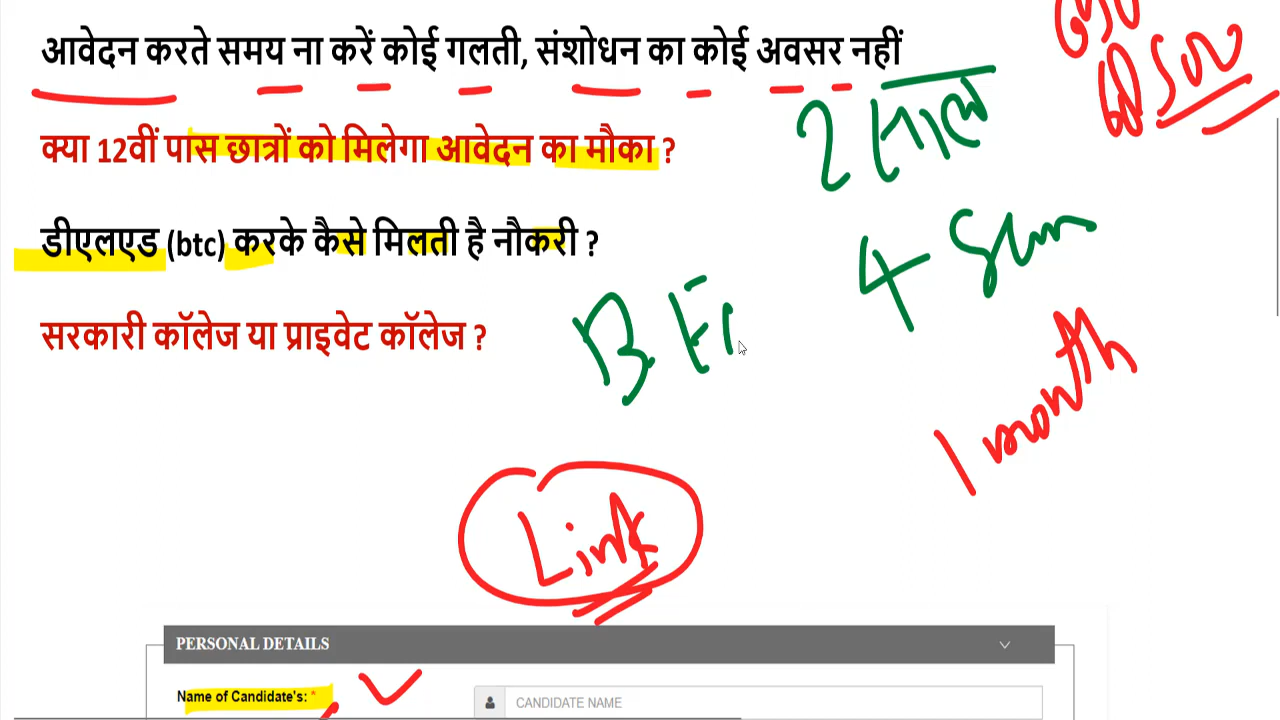 आवेदन करते समय ना करें कोई गलती, संशोधन का कोई अवसर नहीं
500
2 साल
क्या 12वीं पास छात्रों को मिलेगा आवेदन का मौका ?
डीएलएड (btc) करके कैसे मिलती है नौकरी ?
4 sem
सरकारी कॉलेज या प्राइवेट कॉलेज ?
1 month
Link
PERSONAL DETAILS
Name of Candidate's: *
CANDIDATE NAME